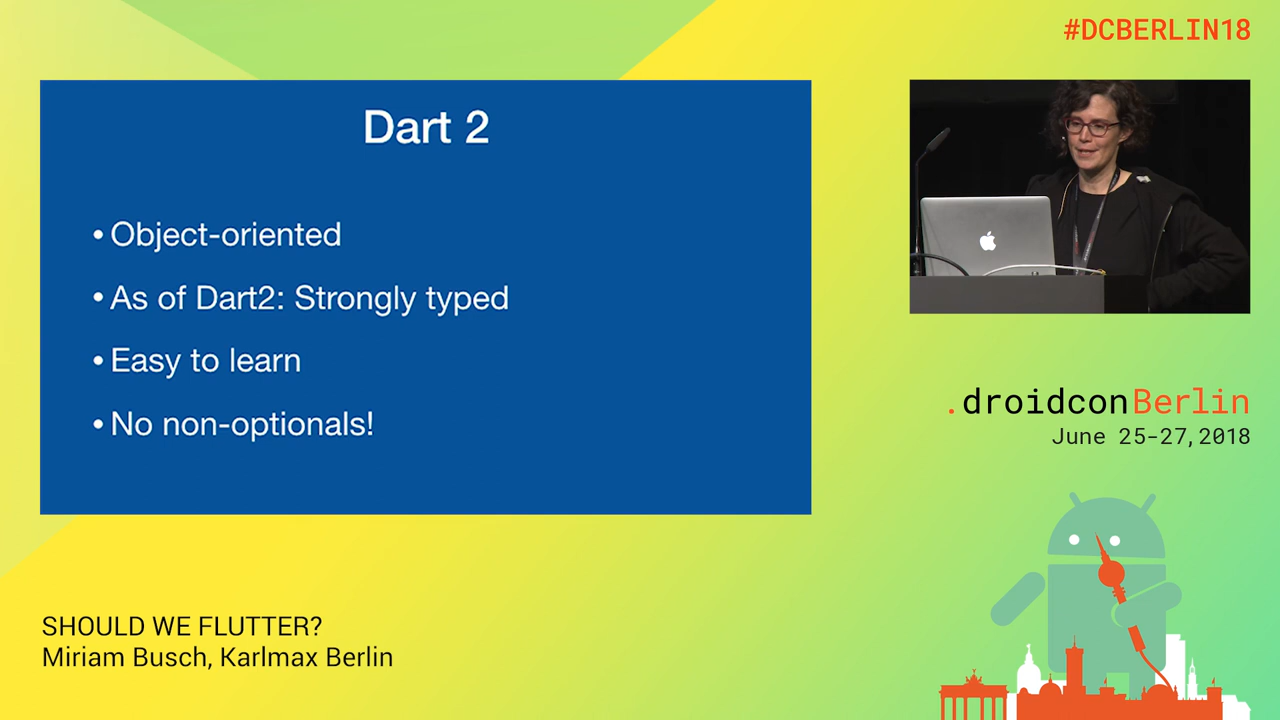 #DCBERLIN18
Dart 2
• Object-oriented
• As of Dart2: Strongly typed
• Easy to learn
• No non-optionals!
.droidconBerlin
June 25-27, 2018
SHOULD WE FLUTTER?
Miriam Busch, Karlmax Berlin